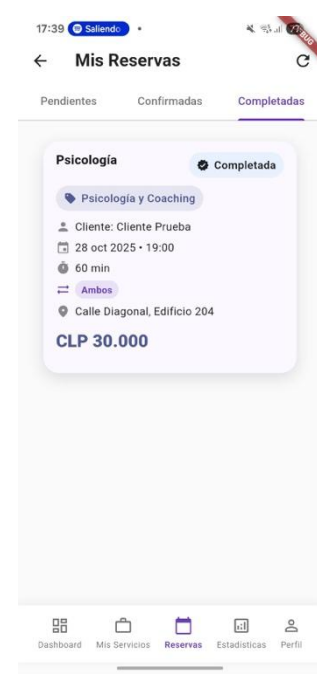 17:39 Saliendo
BUG
Mis Reservas
Pendientes Confirmadas Completadas
Psicología Completada
Psicología y Coaching
Cliente: Cliente Prueba
28 oct 2025 • 19:00
60 min
Ambos
Calle Diagonal, Edificio 204
CLP 30.000
Dashboard Mis Servicios Reservas Estadísticas Perfil